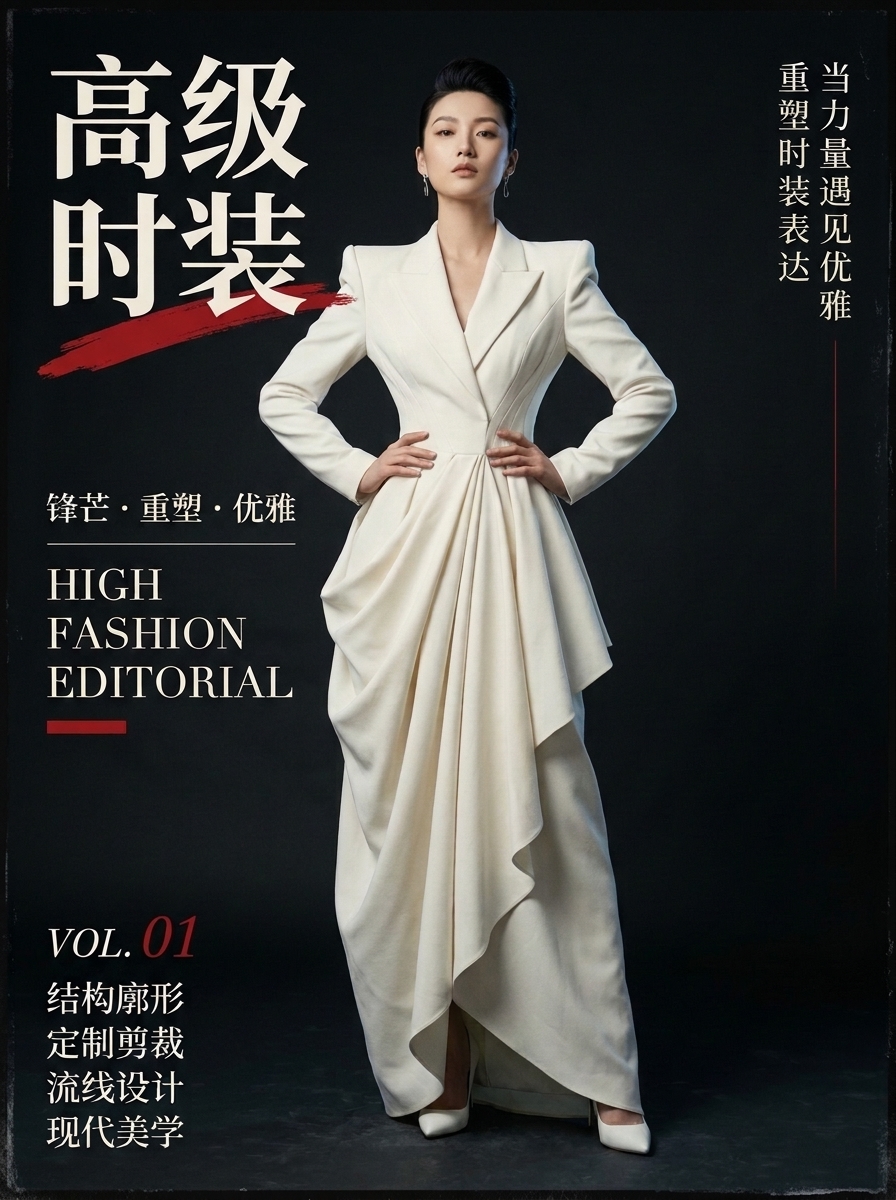 高级
时装
当力量遇见优雅
重塑时装表达
锋芒·重塑·优雅
HIGH
FASHION
EDITORIAL
VOL. 01
结构廓形
定制剪裁
流线设计
现代美学